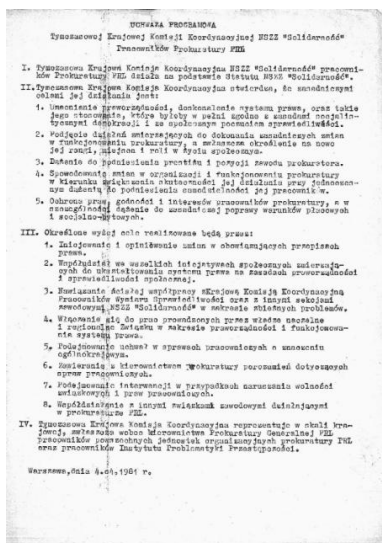 UCHWAŁA PROGRAMOWA
Tymczasowej Krajowej Komisji Koordynacyjnej NSZZ "Solidarność"
Pracowników Prokuratury PRL
I. Tymczasowa Krajowa Komisja Koordynacyjna NSZZ "Solidarność" pracowni-
ków Prokuratury PRL działa na podstawie Statutu NSZZ "Solidarność".
II. Tymczasowa Krajowa Komisja Koordynacyjna stwierdza, że zasadniczymi
celami jej działania jest:
1. Umocnienie praworządności, doskonalenie systemu prawa, oraz takie
jego stosowanie, które byłoby w pełni zgodne z zasadami socjalis-
tycznymi demokracji i ze społecznym poczuciem sprawiedliwości.
2. Podjęcie działań zmierzających do dokonania zasadniczych zmian
w funkcjonowaniu prokuratury, a zwłaszcza określenie na nowo
jej rangi, miejsca i roli w życiu społecznym.
3. Dążenie do podniesienia prestiżu i pozycji zawodu prokuratora.
4. Spowodowanie zmian w organizacji i funkcjonowaniu prokuratury
w kierunku zwiększania skuteczności jej działania przy jednoczes-
nym dążeniu do podniesienia samodzielności jej pracowników.
5. Ochrona praw, godności i interesów pracowników prokuratury, a w
szczególności dążenie do zasadniczej poprawy warunków płacowych
i socjalno-bytowych.
III. Określone wyżej cele realizowane będą przez:
1. Inicjowanie i opiniowanie zmian w obowiązujących przepisach
prawa.
2. Współudział we wszelkich inicjatywach społecznych zmierzają-
cych do ukształtowania systemu prawa na zasadach praworządności
i sprawiedliwości społecznej.
3. Nawiązanie ścisłej współpracy z Krajową Komisją Koordynacyjną
Pracowników Wymiaru Sprawiedliwości oraz z innymi sekcjami
zawodowymi NSZZ "Solidarność" w zakresie zbieżnych problemów.
4. Włączenie się do prac prowadzonych przez władze naczelne
i regionalne Związku w zakresie praworządności i funkcjonowa-
nia systemu prawa.
5. Podejmowanie uchwał w sprawach pracowniczych o znaczeniu
ogólnokrajowym.
6. Zawieranie z kierownictwem prokuratury porozumień dotyczących
spraw pracowniczych.
7. Podejmowanie interwencji w przypadkach naruszania wolności
związkowych i praw pracowniczych.
8. Współdziałanie z innymi związkami zawodowymi działającymi
w prokuraturze PRL.
IV. Tymczasowa Krajowa Komisja Koordynacyjna reprezentuje w skali kra-
jowej, zwłaszcza wobec kierownictwa Prokuratury Generalnej PRL
pracowników powszechnych jednostek organizacyjnych prokuratury PRL
oraz pracowników Instytutu Problematyki Przestępczości.
Warszawa, dnia 4.04.1981 r.